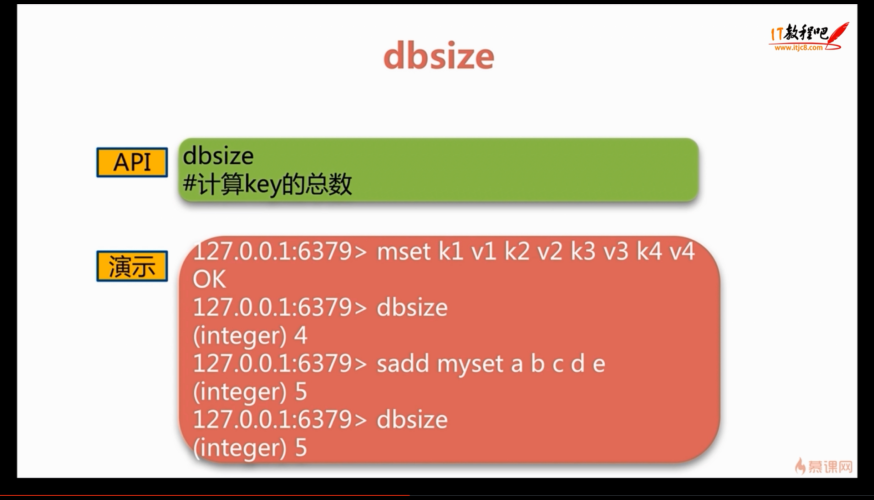 IT教程吧
www.itjc8.com
dbsize
API
dbsize
#计算key的总数
演示
127.0.0.1:6379> mset k1 v1 k2 v2 k3 v3 k4 v4
OK
127.0.0.1:6379> dbsize
(integer) 4
127.0.0.1:6379> sadd myset a b c d e
(integer) 5
127.0.0.1:6379> dbsize
(integer) 5
慕课网